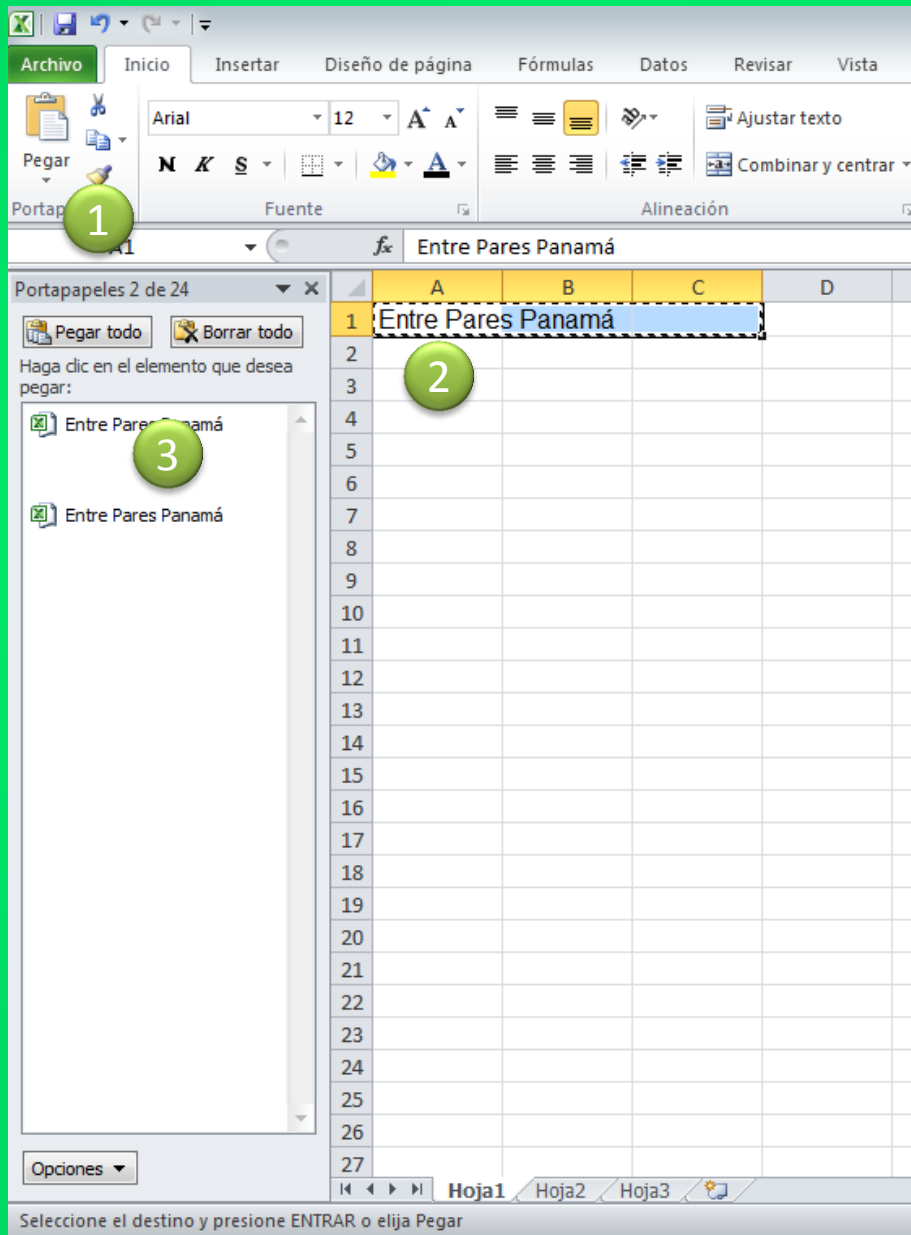 Archivo Inicio Insertar Diseño de página Fórmulas Datos Revisar Vista
Arial 12 A A Ajustar texto
Pegar N K S A Combinar y centrar
Fuente Alineación
1
A1 fx Entre Pares Panamá
Portapapeles 2 de 24
A B C D
Pegar todo Borrar todo
Haga clic en el elemento que desea
pegar:
Entre Pares Panamá
3
Entre Pares Panamá
1 Entre Pares Panamá
2
2
3
4
5
6
7
8
9
10
11
12
13
14
15
16
17
18
19
20
21
22
23
24
25
26
27
Opciones
Hoja1 Hoja2 Hoja3
Seleccione el destino y presione ENTRAR o elija Pegar